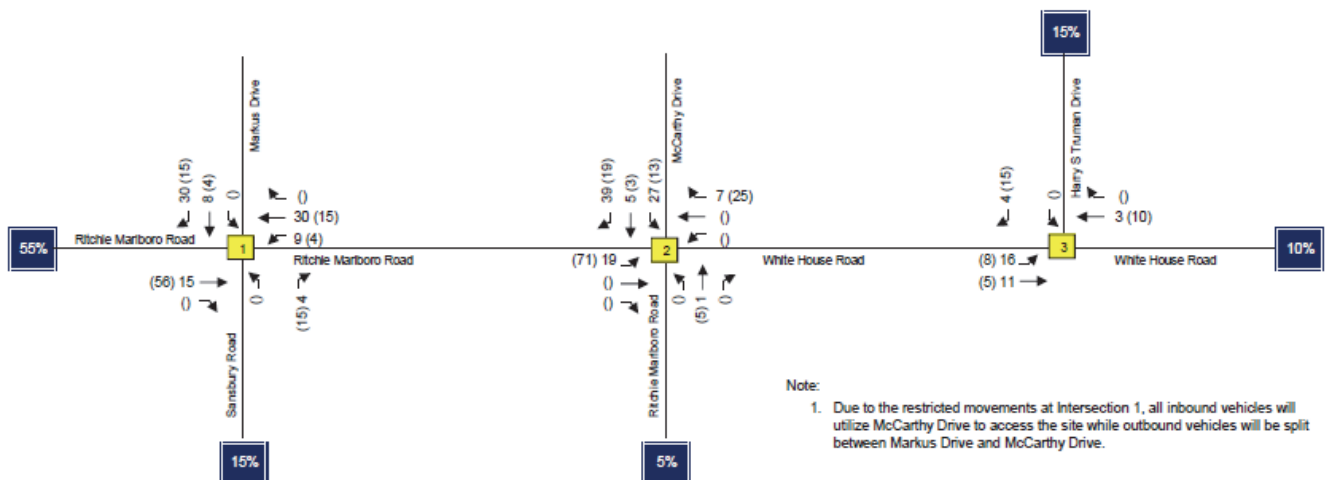 15%
Markus Drive
McCarthy Drive
Harry S Truman Drive
30 (15)
8 (4)
()
39 (19)
5 (3)
27 (13)
4 (15)
()
()
30 (15)
9 (4)
7 (25)
()
()
()
3 (10)
55%
Ritchie Marlboro Road
1
Ritchie Marlboro Road
2
White House Road
3
White House Road
10%
(56) 15
()
()
(15) 4
(71) 19
()
()
()
(5) 1
()
(8) 16
(5) 11
Sansbury Road
Ritchie Marlboro Road
15%
5%
Note:
1. Due to the restricted movements at Intersection 1, all inbound vehicles will
utilize McCarthy Drive to access the site while outbound vehicles will be split
between Markus Drive and McCarthy Drive.